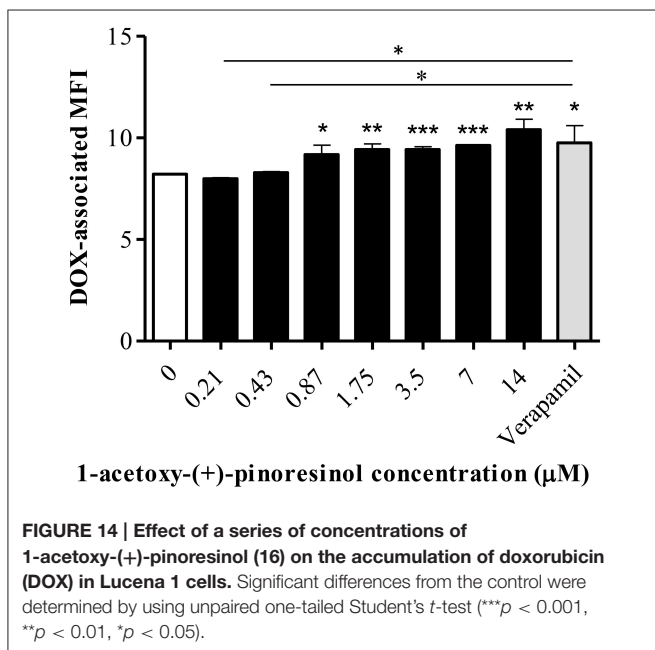 15
*
*
* ** *** *** ** *
10
5
0
DOX-associated MFI
0 0.21 0.43 0.87 1.75 3.5 7 14 Verapamil
1-acetoxy-(+)-pinoresinol concentration (μM)
FIGURE 14 | Effect of a series of concentrations of
1-acetoxy-(+)-pinoresinol (16) on the accumulation of doxorubicin
(DOX) in Lucena 1 cells. Significant differences from the control were
determined by using unpaired one-tailed Student's t-test (***p < 0.001,
**p < 0.01, *p < 0.05).